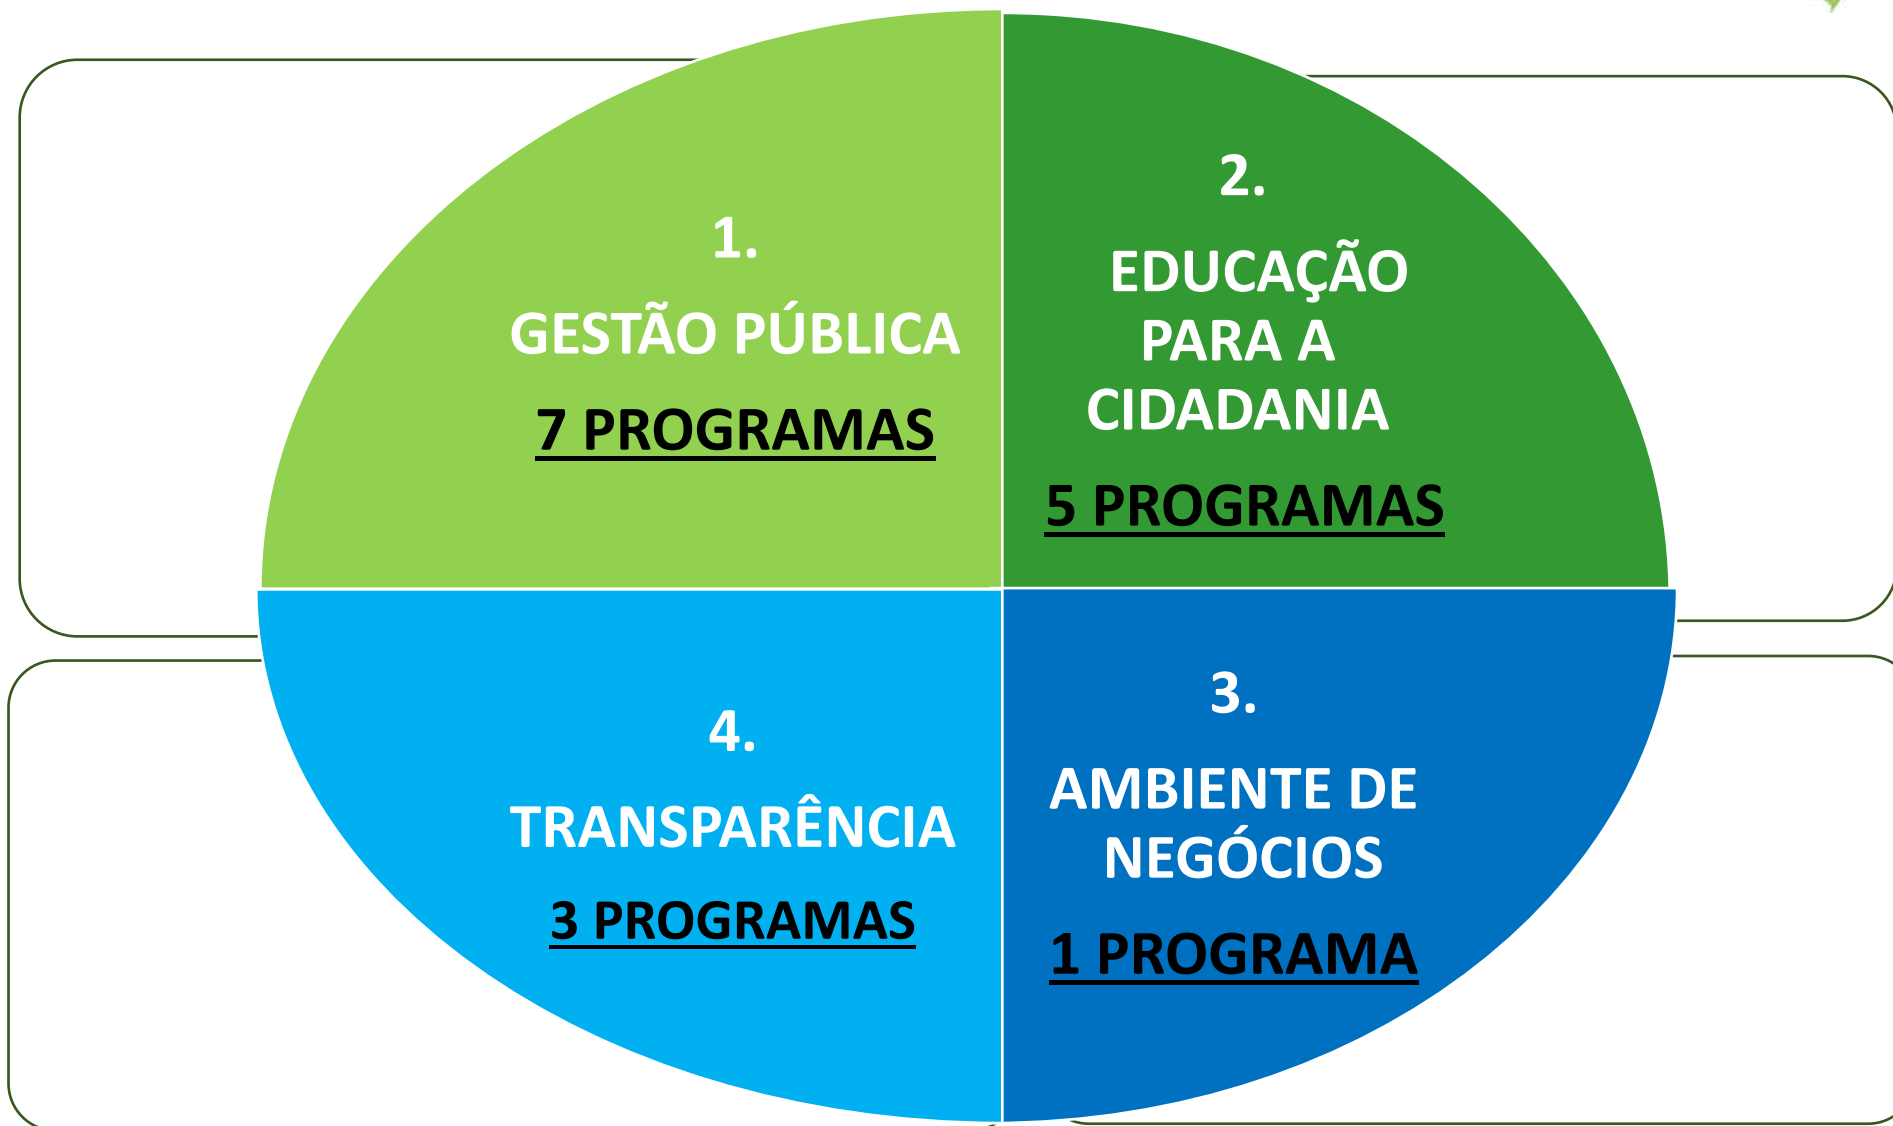 1.
GESTÃO PÚBLICA
7 PROGRAMAS
2.
EDUCAÇÃO
PARA A
CIDADANIA
5 PROGRAMAS
4.
TRANSPARÊNCIA
3 PROGRAMAS
3.
AMBIENTE DE
NEGÓCIOS
1 PROGRAMA